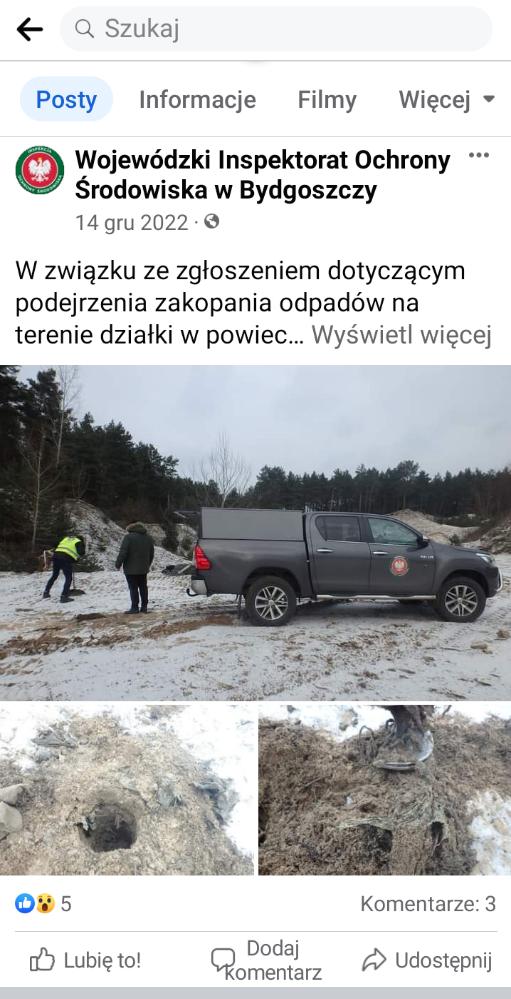 Szukaj
Posty Informacje Filmy Więcej
Wojewódzki Inspektorat Ochrony
Środowiska w Bydgoszczy
14 gru 2022 ·
W związku ze zgłoszeniem dotyczącym
podejrzenia zakopania odpadów na
terenie działki w powiec... Wyświetl więcej
5 Komentarze: 3
Lubię to! Dodaj komentarz Udostępnij